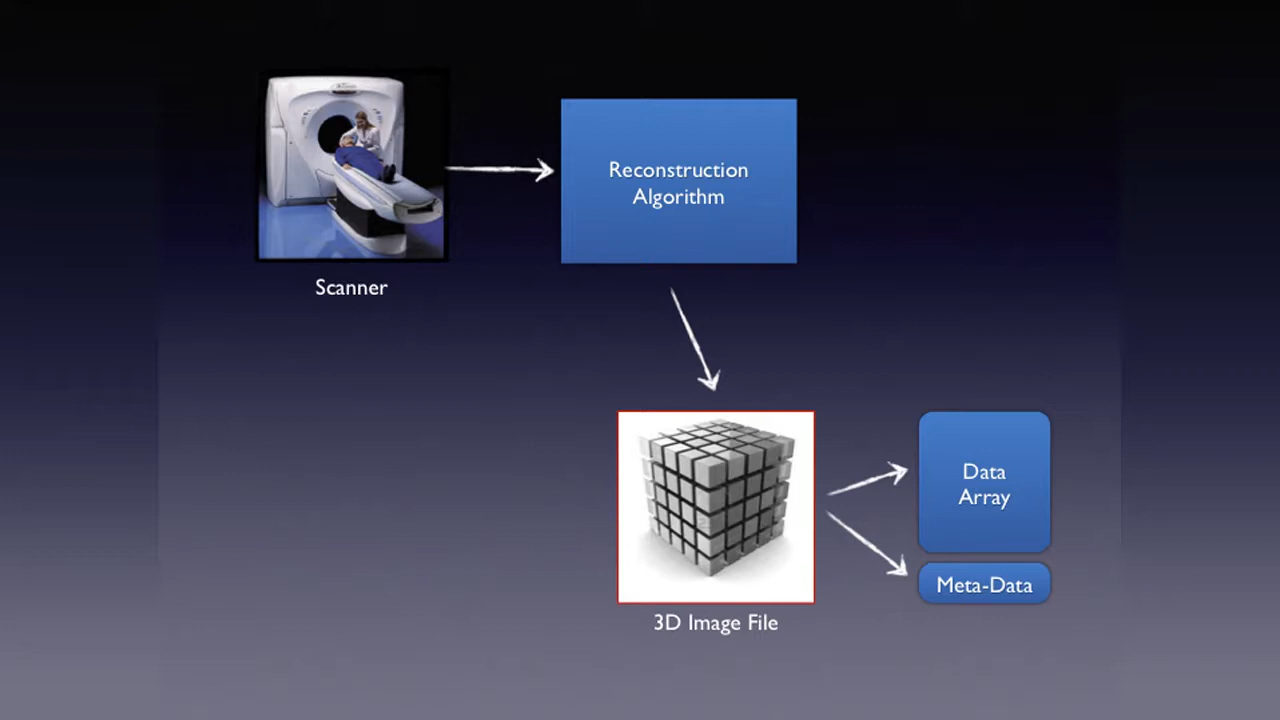 Reconstruction
Algorithm
Scanner
Data
Array
Meta-Data
3D Image File